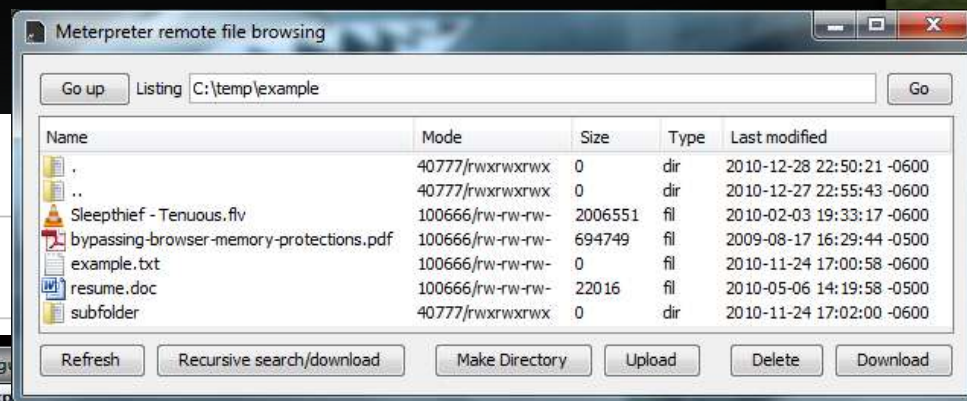 Meterpreter remote file browsing
Go up Listing C:\temp\example Go
Name Mode Size Type Last modified
. 40777/rwxrwxrwx 0 dir 2010-12-28 22:50:21 -0600
.. 40777/rwxrwxrwx 0 dir 2010-12-27 22:55:43 -0600
Sleepthief - Tenuous.flv 100666/rw-rw-rw- 2006551 fil 2010-02-03 19:33:17 -0600
bypassing-browser-memory-protections.pdf 100666/rw-rw-rw- 694749 fil 2009-08-17 16:29:44 -0500
example.txt 100666/rw-rw-rw- 0 fil 2010-11-24 17:00:58 -0600
resume.doc 100666/rw-rw-rw- 22016 fil 2010-05-06 14:19:58 -0500
subfolder 40777/rwxrwxrwx 0 dir 2010-11-24 17:02:00 -0600
Refresh Recursive search/download Make Directory Upload Delete Download